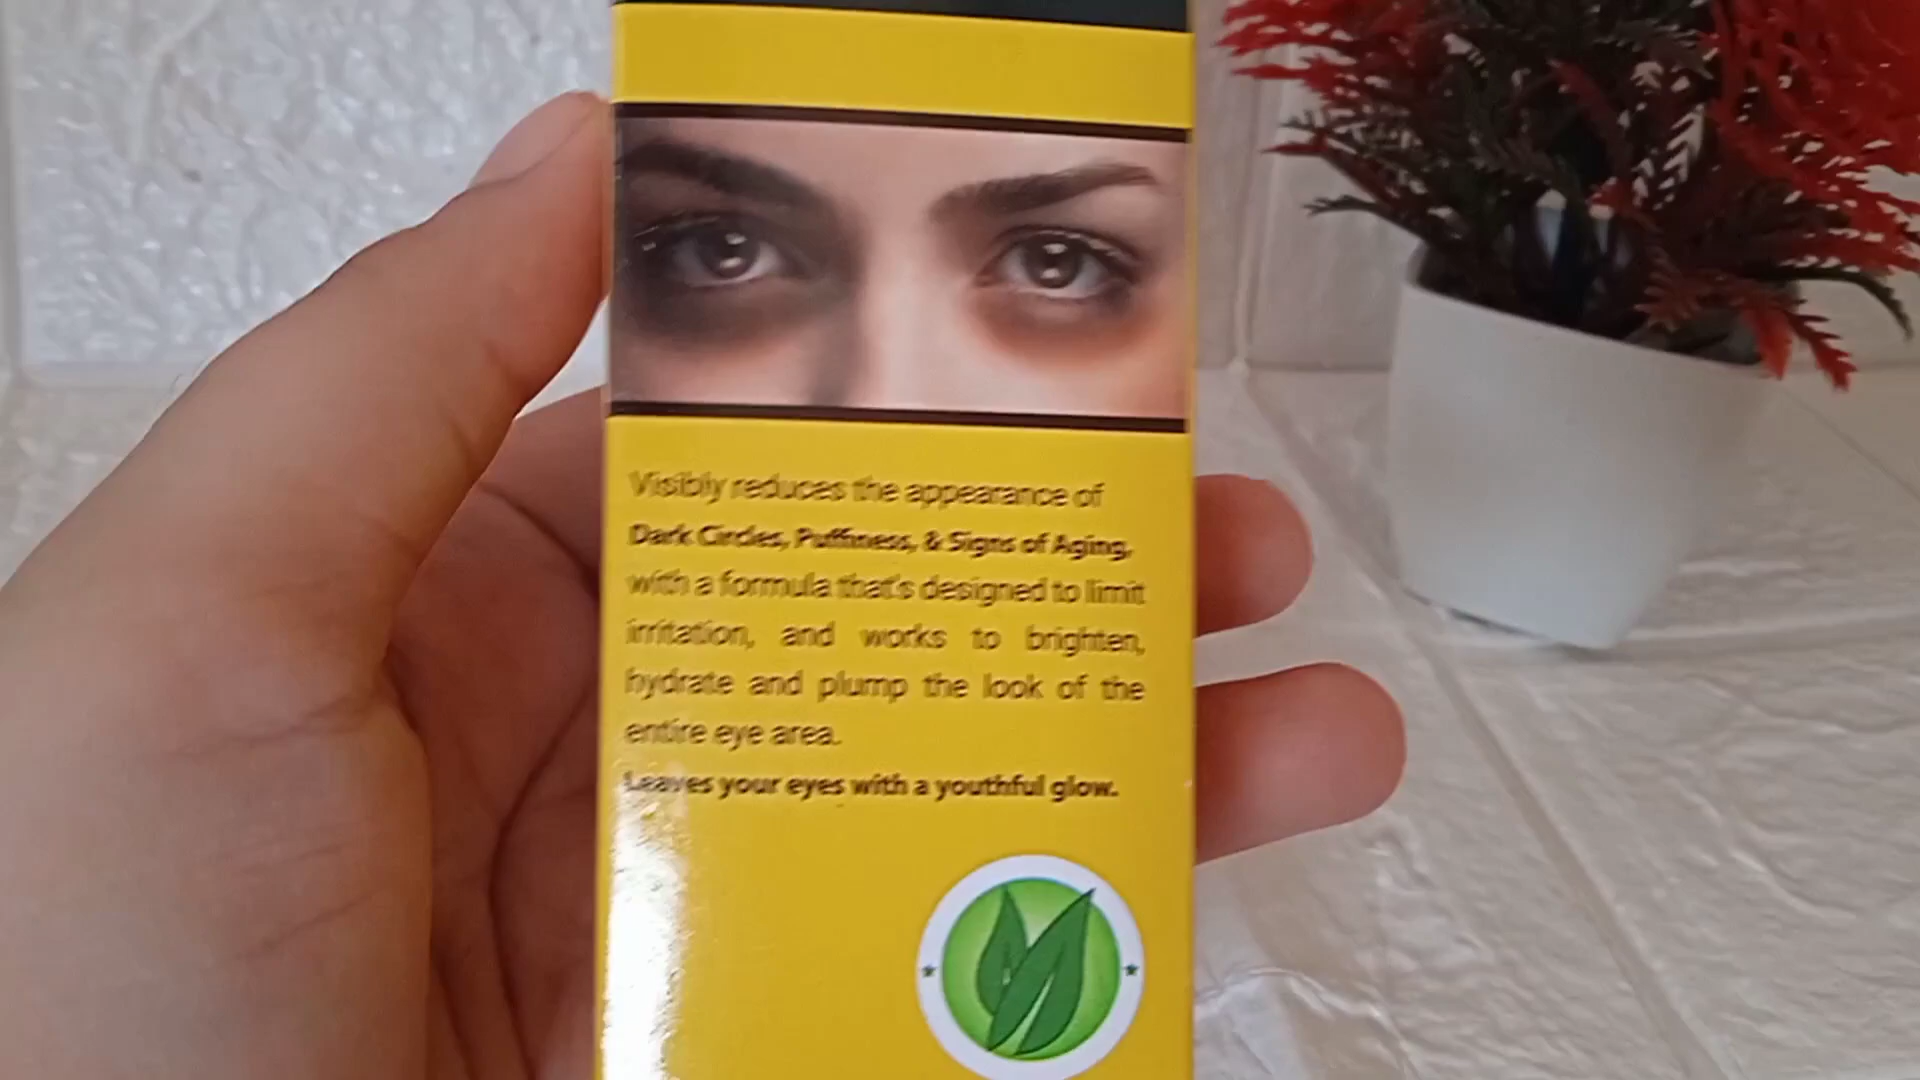 Visibly reduces the appearance of
Dark Circles, Puffiness, & Signs of Aging,
with a formula that's designed to limit
irritation, and works to brighten,
hydrate and plump the look of the
entire eye area.
Leaves your eyes with a youthful glow.